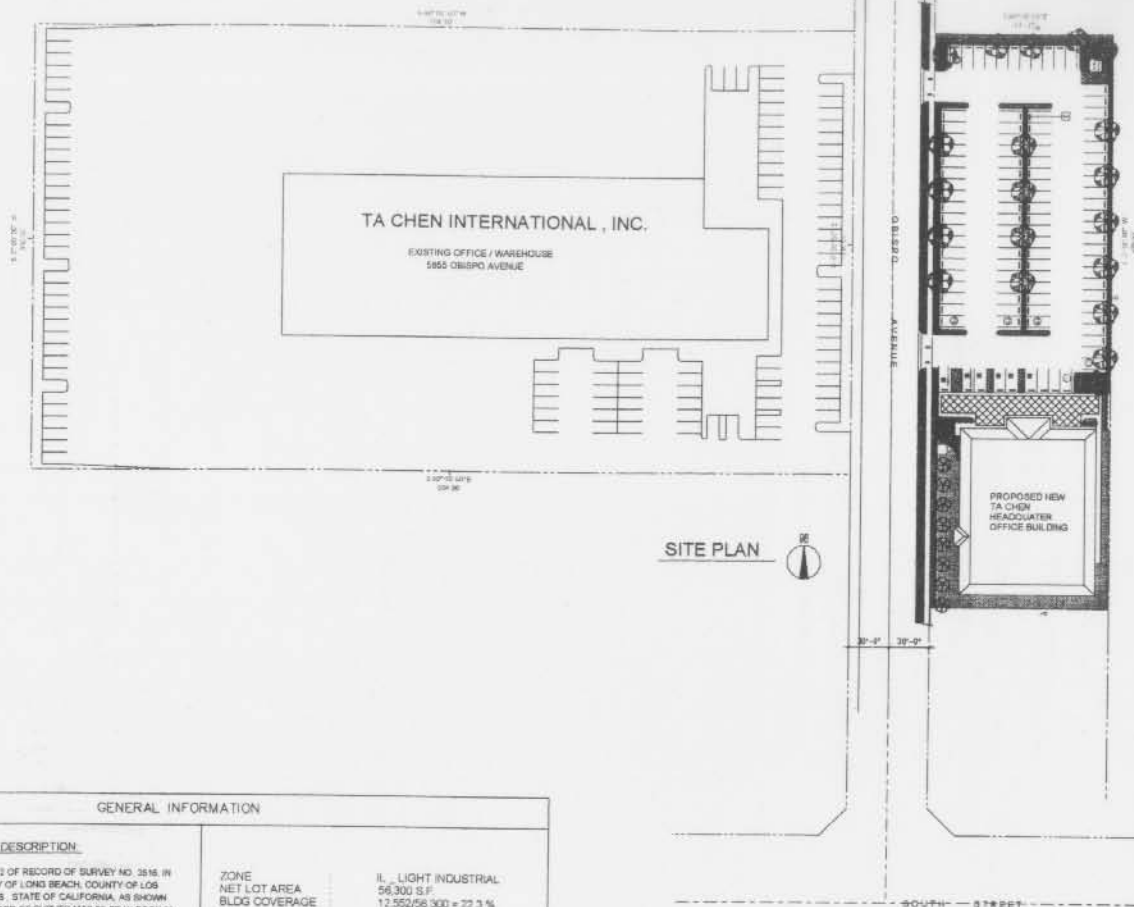 TA CHEN INTERNATIONAL , INC.
EXISTING OFFICE / WAREHOUSE
5855 OBISPO AVENUE
OBISPO AVENUE
PROPOSED NEW
TA CHEN
HEADQUATER
OFFICE BUILDING
SITE PLAN
30'-0" 30'-0"
GENERAL INFORMATION
DESCRIPTION:
2 OF RECORD OF SURVEY NO. 3516, IN
Y OF LONG BEACH, COUNTY OF LOS
S , STATE OF CALIFORNIA, AS SHOWN
ZONE : IL _ LIGHT INDUSTRIAL
NET LOT AREA : 56,300 S.F.
BLDG COVERAGE : 12,552/56,300 = 22.3 %
SOUTH STREET